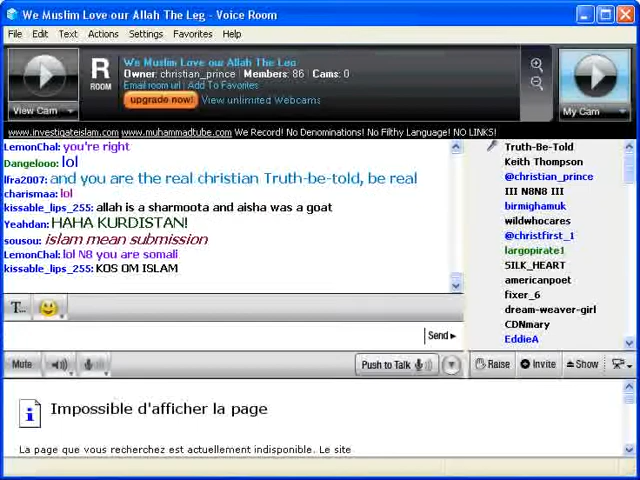 We Muslim Love our Allah The Leg - Voice Room
File Edit Text Actions Settings Favorites Help
We Muslim Love our Allah The Leg
Owner: christian_prince | Members: 86 | Cams: 0
Email room url | Add To Favorites
upgrade now! View unlimited Webcams
R
ROOM
View Cam
My Cam
www.investigateislam.com www.muhammadtube.com We Record! No Denominations! No Filthy Language! NO LINKS!
LemonChal: you're right
Dangelooo: lol
lfra2007: and you are the real christian Truth-be-told, be real
charismaa: lol
kissable_lips_255: allah is a sharmoota and aisha was a goat
Yeahdan: HAHA KURDISTAN!
sousou: islam mean submission
LemonChal: lol N8 you are somali
kissable_lips_255: KOS OM ISLAM
Truth-Be-Told
Keith Thompson
@christian_prince
III N8N8 III
birmighamuk
wildwhocares
@christfirst_1
largopirate1
SILK_HEART
americanpoet
fixer_6
dream-weaver-girl
CDNmary
EddieA
T...
Send
Mute
Push to Talk
Raise Invite Show
Impossible d'afficher la page
La page que vous recherchez est actuellement indisponible. Le site